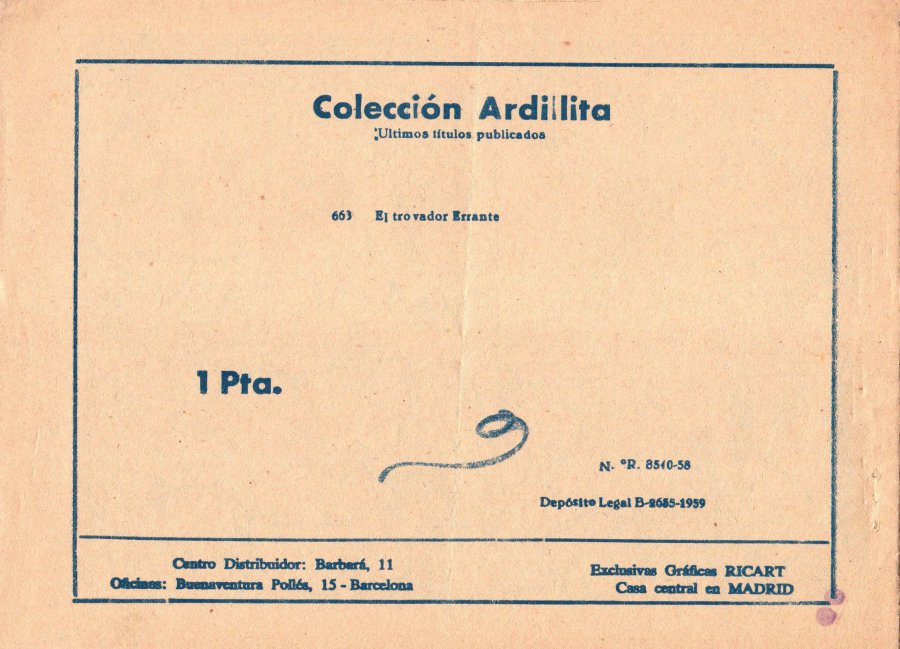 Colección Ardillita
Ultimos títulos publicados
663 El trovador Errante
1 Pta.
N.ºR. 8540-58
Depósito Legal B-2685-1959
Centro Distribuidor: Barbará, 11
Oficinas: Buenaventura Pollés, 15 - Barcelona
Exclusivas Gráficas RICART
Casa central en MADRID